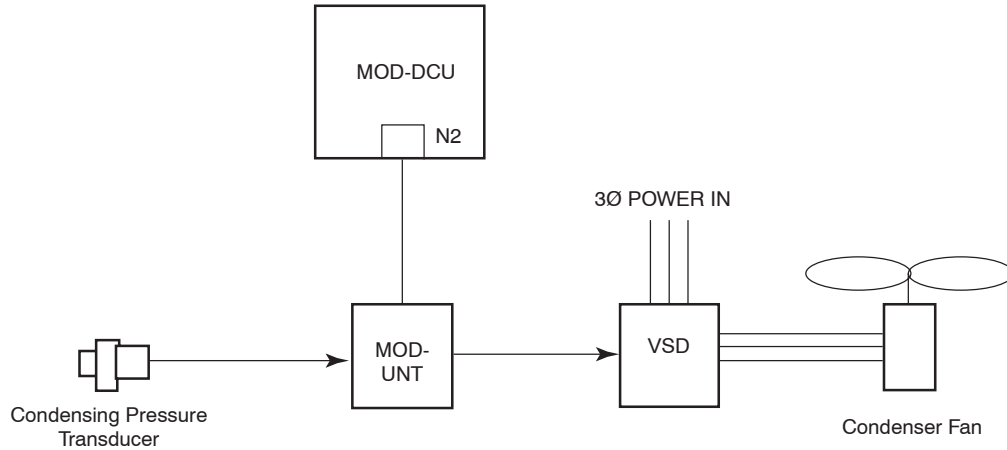 MOD-DCU
N2
3Ø POWER IN
MOD-
UNT
VSD
Condensing Pressure
Transducer
Condenser Fan